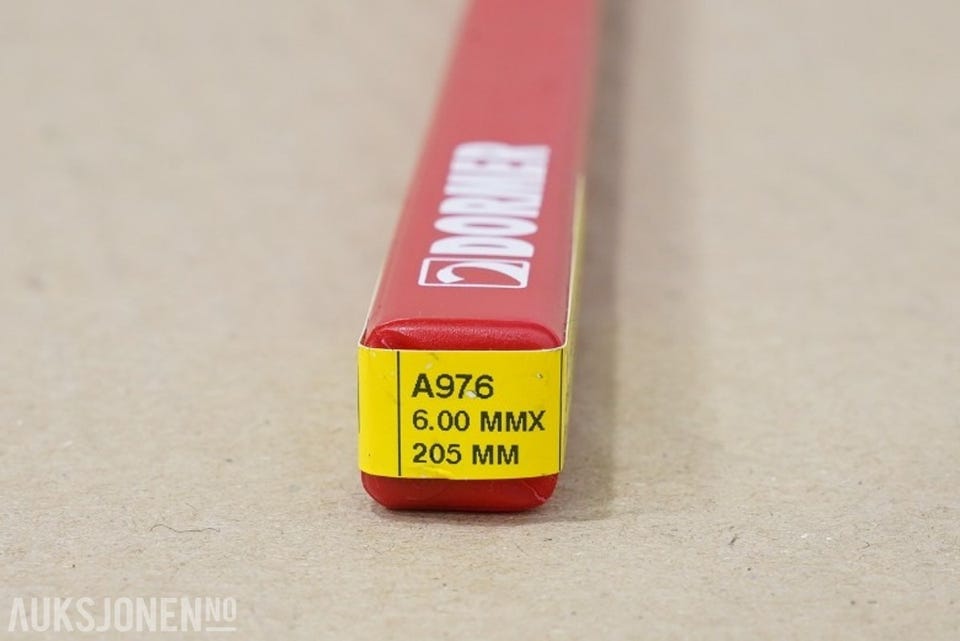 DORMER
A976
6.00 MMX
205 MM
AUKSJONEN.NO